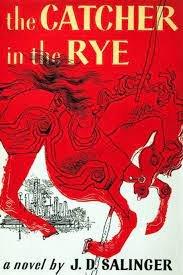 the CATCHER
in the RYE
a novel by J. D. SALINGER